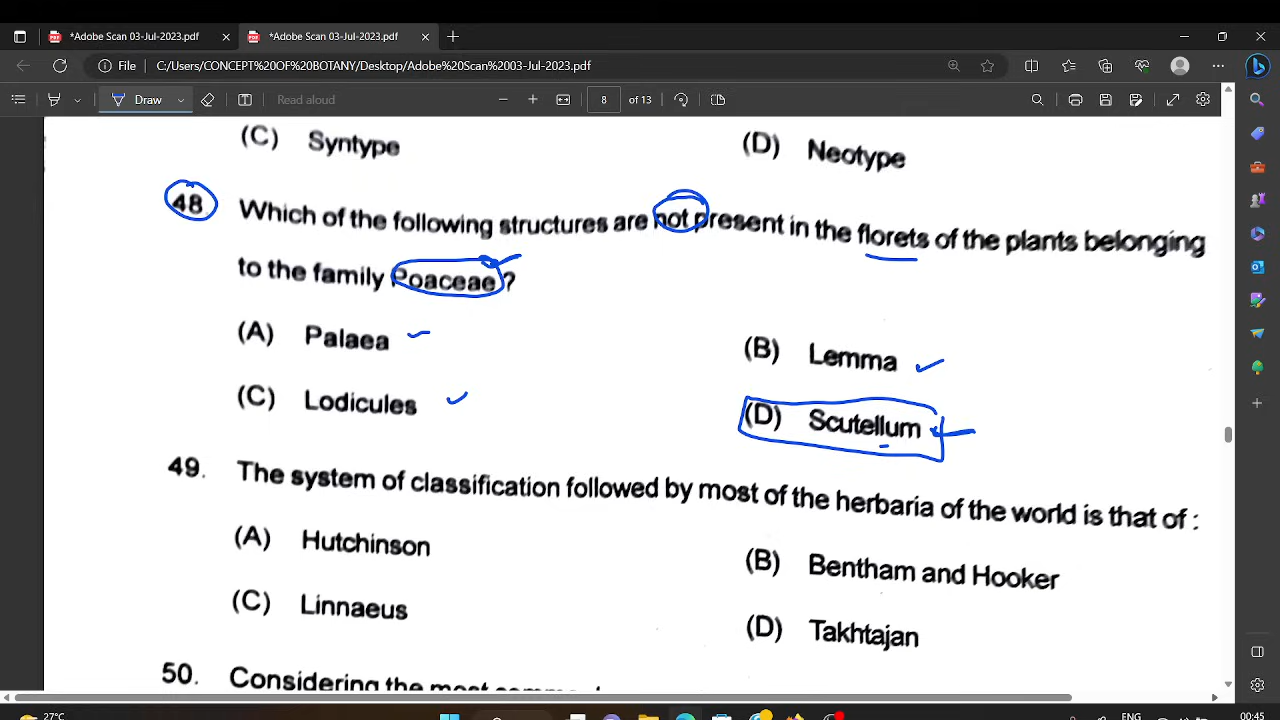 *Adobe Scan 03-Jul-2023.pdf
*Adobe Scan 03-Jul-2023.pdf
File
C:/Users/CONCEPT%20OF%20BOTANY/Desktop/Adobe%20Scan%2003-Jul-2023.pdf
Draw
Read aloud
8 of 13
(C) Syntype
(D) Neotype
48 Which of the following structures are not present in the florets of the plants belonging
to the family Poaceae ?
(A) Palaea
(B) Lemma
(C) Lodicules
(D) Scutellum
49. The system of classification followed by most of the herbaria of the world is that of :
(A) Hutchinson
(B) Bentham and Hooker
(C) Linnaeus
(D) Takhtajan
50. Considering the most
27°C
ENG
00:45